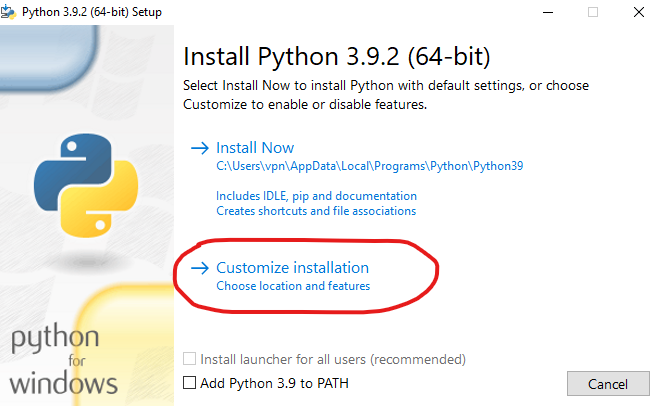 Python 3.9.2 (64-bit) Setup
Install Python 3.9.2 (64-bit)
Select Install Now to install Python with default settings, or choose
Customize to enable or disable features.
Install Now
C:\Users\vpn\AppData\Local\Programs\Python\Python39
Includes IDLE, pip and documentation
Creates shortcuts and file associations
Customize installation
Choose location and features
python
for
windows
Install launcher for all users (recommended)
Add Python 3.9 to PATH
Cancel